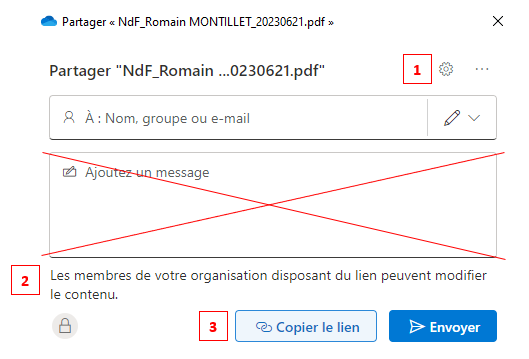 Partager « NdF_Romain MONTILLET_20230621.pdf »
Partager "NdF_Romain ...0230621.pdf"
1
À : Nom, groupe ou e-mail
Ajoutez un message
2
Les membres de votre organisation disposant du lien peuvent modifier
le contenu.
3
Copier le lien
Envoyer